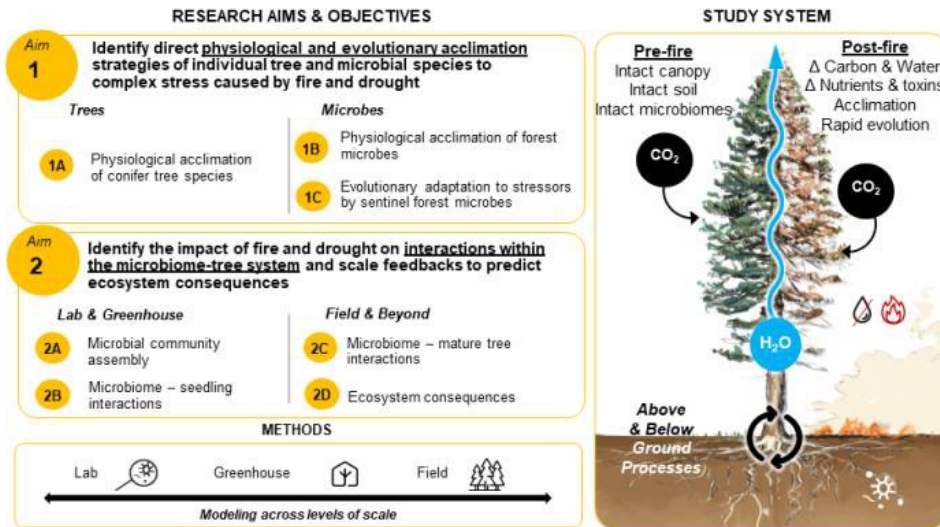 RESEARCH AIMS & OBJECTIVES
Aim
1
Identify direct physiological and evolutionary acclimation
strategies of individual tree and microbial species to
complex stress caused by fire and drought
Trees
1A
Physiological acclimation
of conifer tree species
Microbes
1B
Physiological acclimation of forest
microbes
1C
Evolutionary adaptation to stressors
by sentinel forest microbes
Aim
2
Identify the impact of fire and drought on interactions within
the microbiome-tree system and scale feedbacks to predict
ecosystem consequences
Lab & Greenhouse
2A
Microbial community
assembly
2B
Microbiome – seedling
interactions
Field & Beyond
2C
Microbiome – mature tree
interactions
2D
Ecosystem consequences
METHODS
Lab
Greenhouse
Field
Modeling across levels of scale
STUDY SYSTEM
Pre-fire
Intact canopy
Intact soil
Intact microbiomes
Post-fire
Δ Carbon & Water
Δ Nutrients & toxins
Acclimation
Rapid evolution
CO₂
CO₂
H₂O
Above
& Below
Ground
Processes